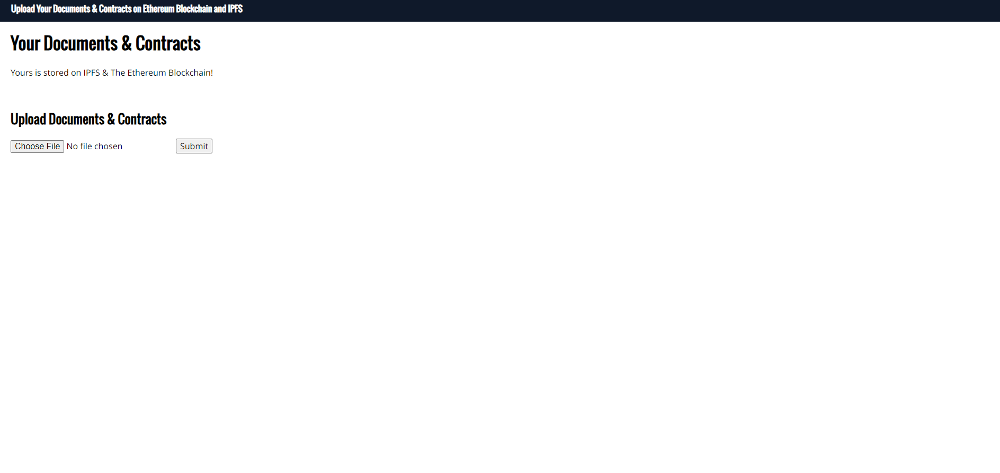 Upload Your Documents & Contracts on Ethereum Blockchain and IPFS
Your Documents & Contracts
Yours is stored on IPFS & The Ethereum Blockchain!
Upload Documents & Contracts
Choose File No file chosen Submit